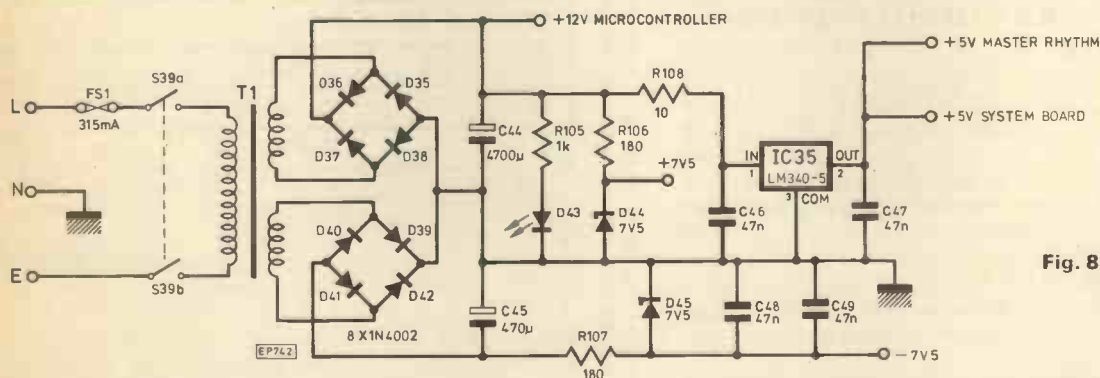 +12V MICROCONTROLLER
L
FS1
315mA
S39a
T1
N
E
S39b
D36
D35
D37
D38
D40
D39
D41
D42
8 X 1N4002
EP742
C44
4700µ
C45
470µ
R105
1k
R106
180
R108
10
+7V5
D43
D44
7V5
IN
1
IC35
LM340-5
OUT
2
3
COM
C46
47n
C47
47n
+5V MASTER RHYTHM
+5V SYSTEM BOARD
D45
7V5
C48
47n
C49
47n
R107
180
-7V5
Fig. 8